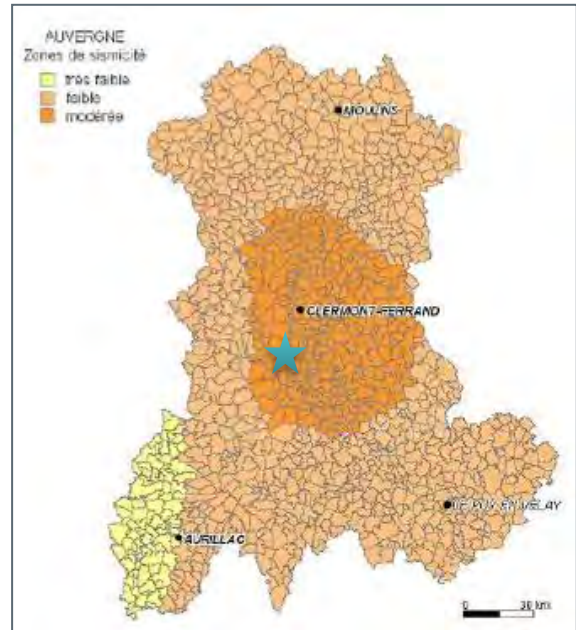 AUVERGNE
Zones de sismicité
très faible
faible
modérée
MOULINS
CLERMONT-FERRAND
LE PUY-EN-VELAY
AURILLAC
0 30 km